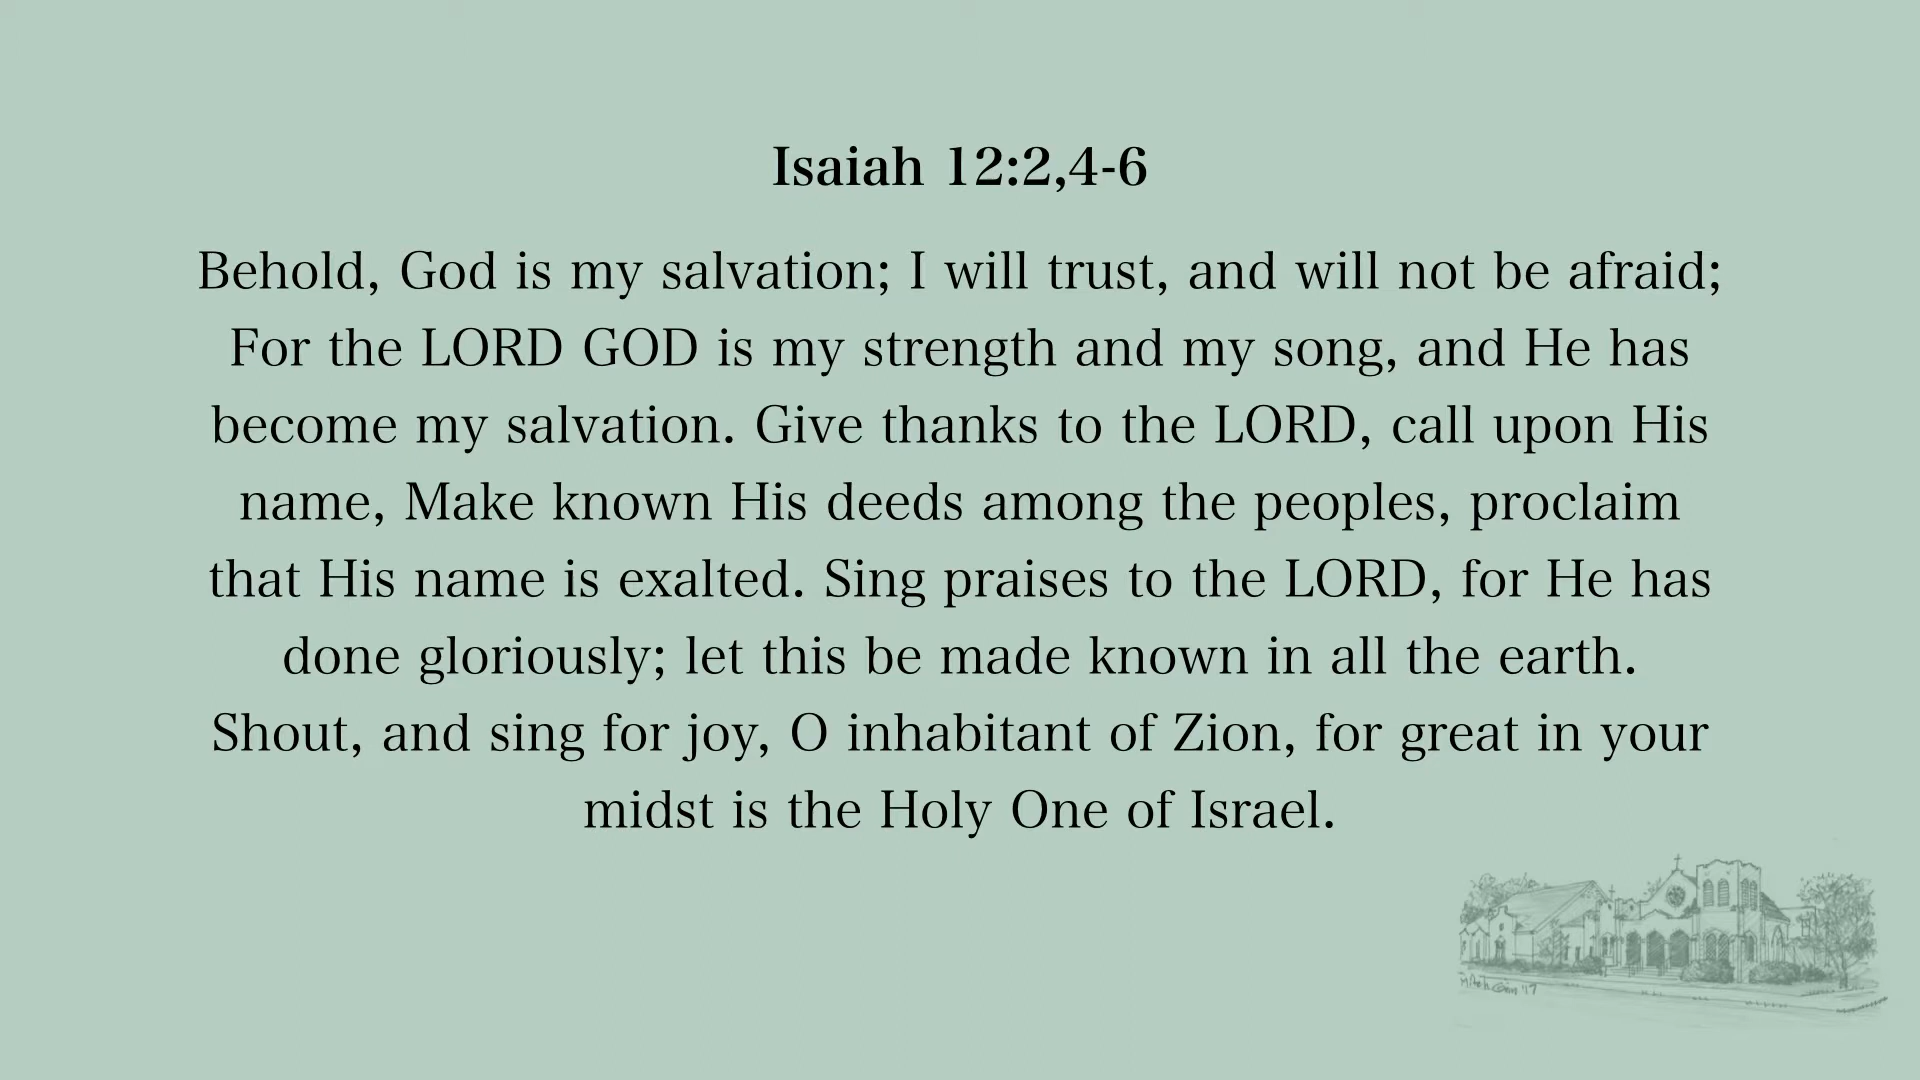 Isaiah 12:2,4-6
Behold, God is my salvation; I will trust, and will not be afraid;
For the LORD GOD is my strength and my song, and He has
become my salvation. Give thanks to the LORD, call upon His
name, Make known His deeds among the peoples, proclaim
that His name is exalted. Sing praises to the LORD, for He has
done gloriously; let this be made known in all the earth.
Shout, and sing for joy, O inhabitant of Zion, for great in your
midst is the Holy One of Israel.
'17